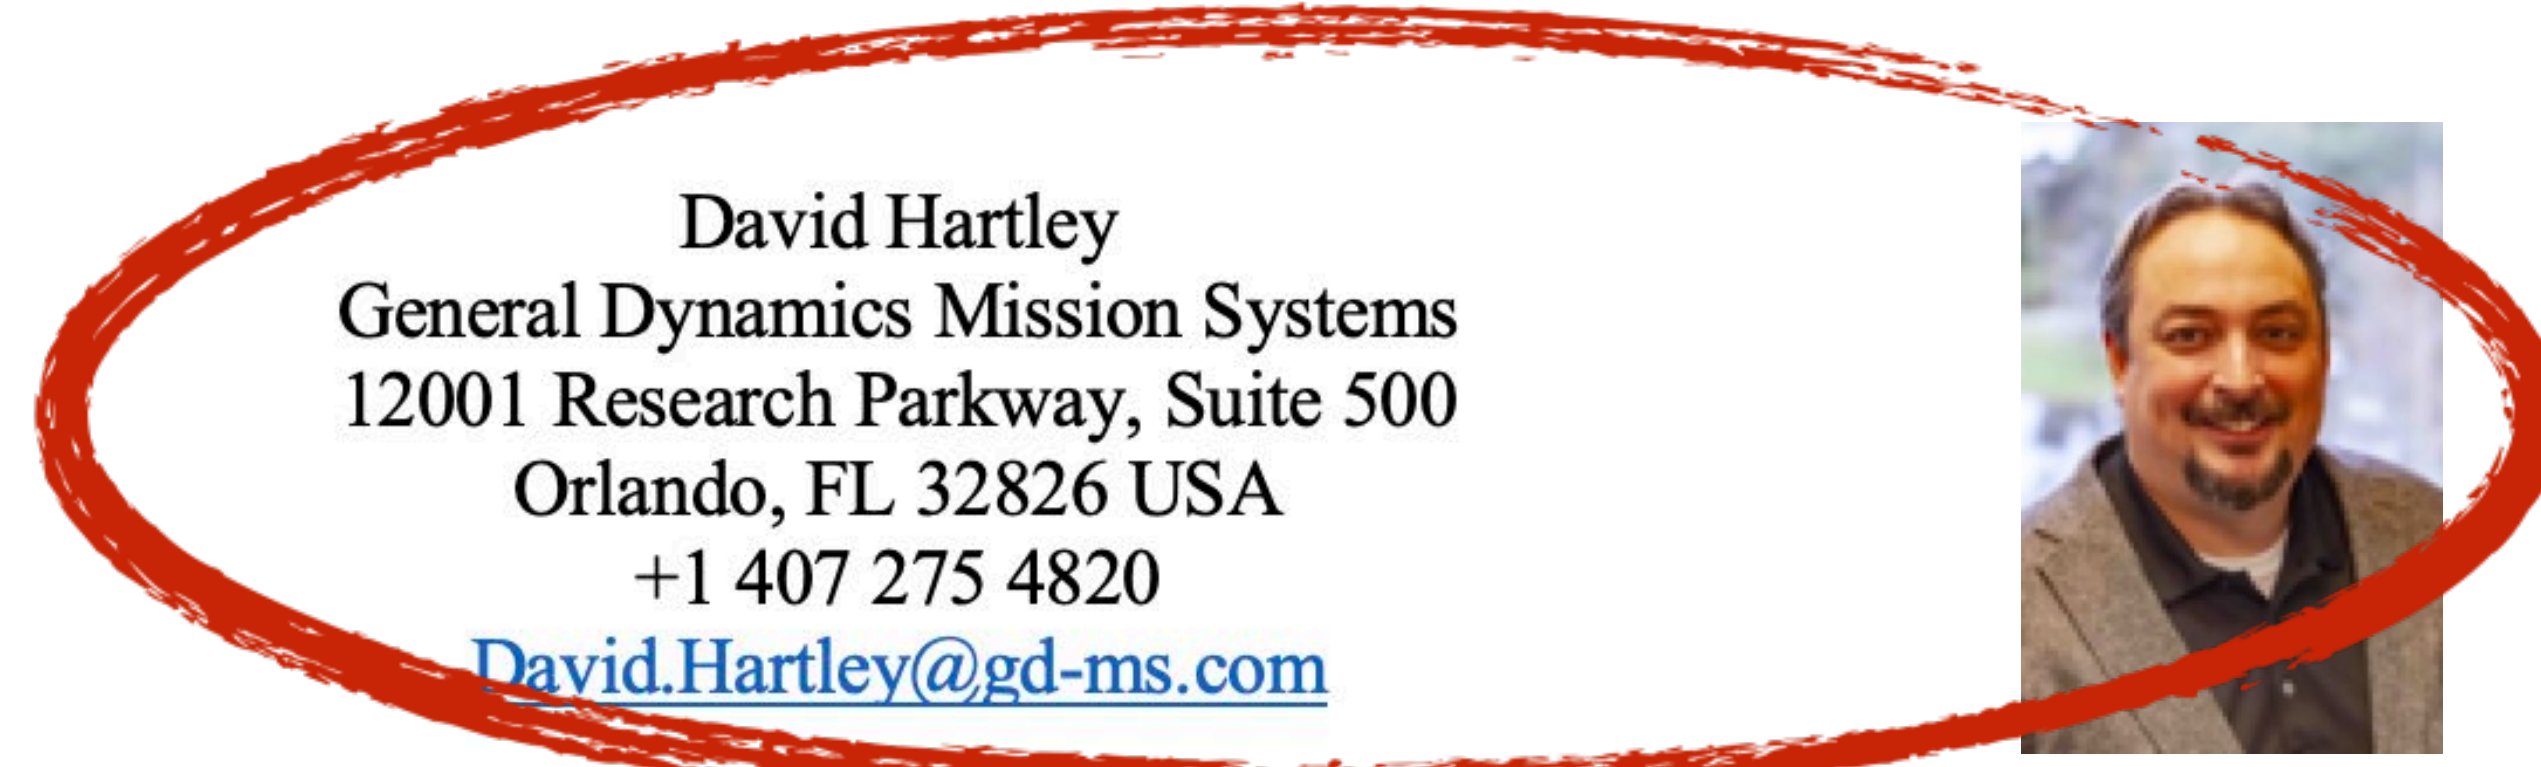 David Hartley
General Dynamics Mission Systems
12001 Research Parkway, Suite 500
Orlando, FL 32826 USA
+1 407 275 4820
David.Hartley@gd-ms.com